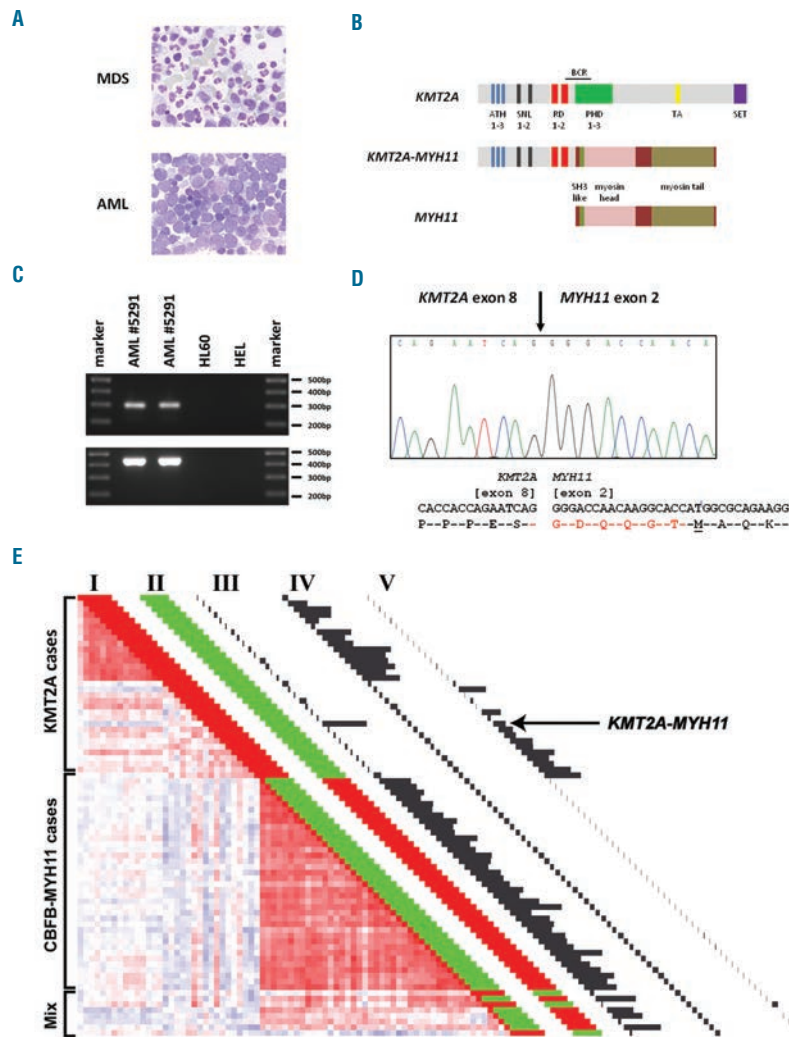 A
MDS
AML
B
BCR
KMT2A
ATH 1-3
SNL 1-2
RD 1-2
PHD 1-3
TA
SET
KMT2A-MYH11
SH3 like
myosin head
myosin tail
MYH11
C
marker
AML #5291
AML #5291
HL60
HEL
marker
500bp
400bp
300bp
200bp
500bp
400bp
300bp
200bp
D
KMT2A exon 8
MYH11 exon 2
C A G A A T C A G G G G A C C A A C A
KMT2A MYH11
[exon 8] [exon 2]
CACCACCAGAATCAG GGGACCAACAAGGCACCATGGCGCAGAAGG
P--P--P--E--S-- G--D--Q--Q--G--T--M--A--Q--K--
E
I II III IV V
KMT2A cases
KMT2A-MYH11
CBFB-MYH11 cases
Mix